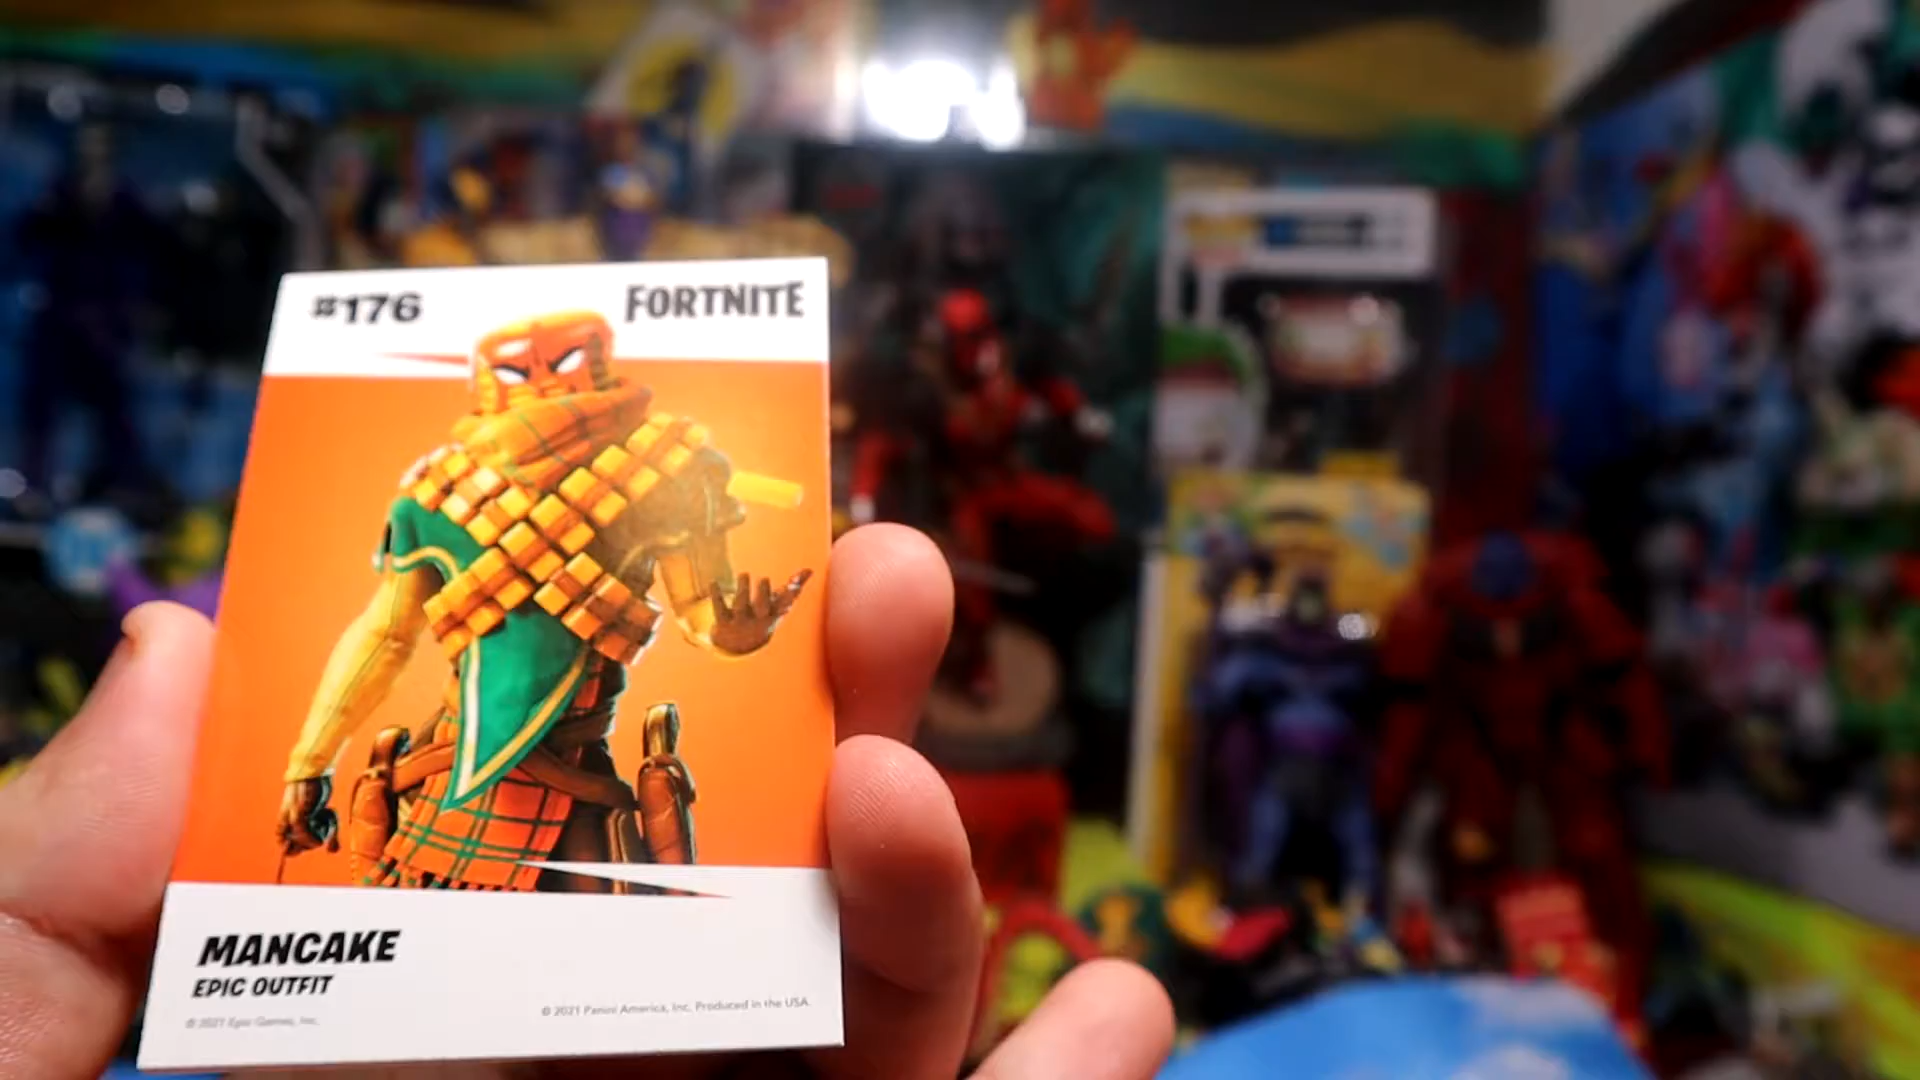 #176
FORTNITE
MANCAKE
EPIC OUTFIT
© 2021 Epic Games, Inc.
© 2021 Panini America, Inc. Produced in the USA.